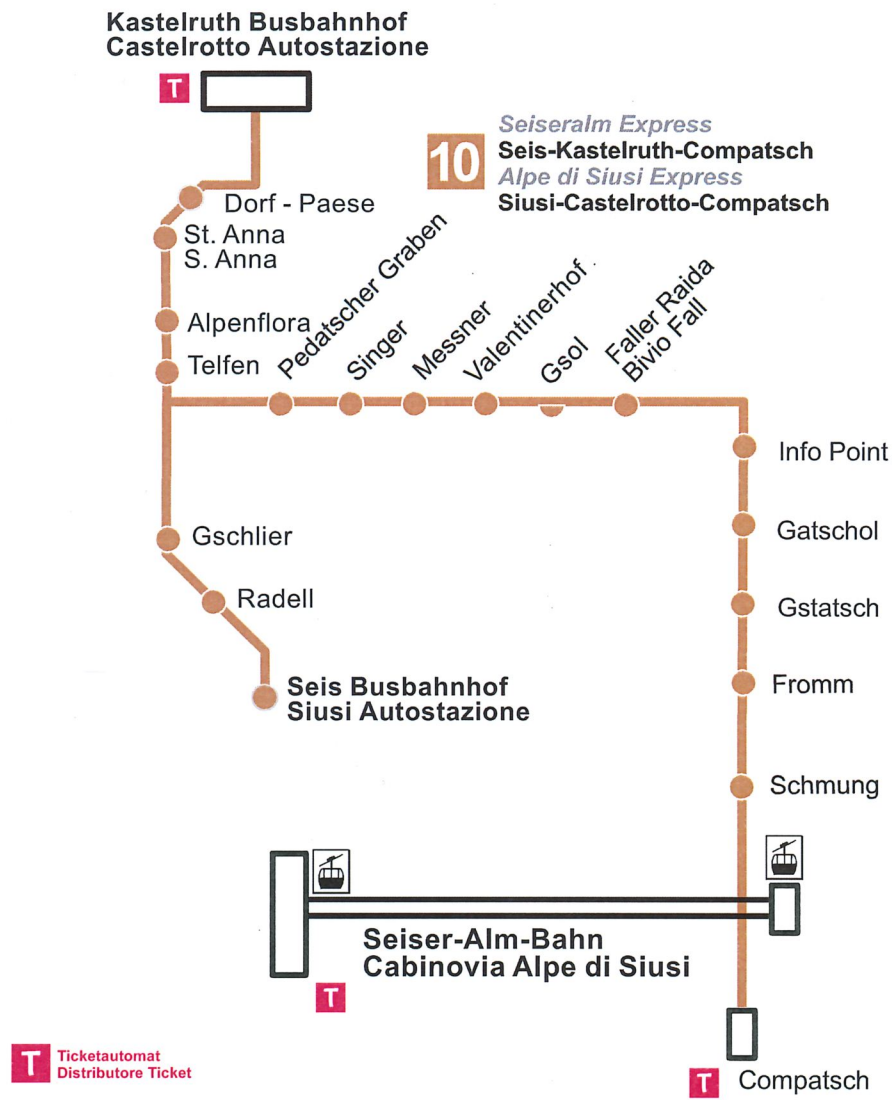 Kastelruth Busbahnhof
Castelrotto Autostazione
T
10
Seiseralm Express
Seis-Kastelruth-Compatsch
Alpe di Siusi Express
Siusi-Castelrotto-Compatsch
Dorf - Paese
St. Anna
S. Anna
Alpenflora
Telfen
Pedatscher Graben
Singer
Messner
Valentinerhof
Gsol
Faller Raida
Bivio Fall
Info Point
Gatschol
Gstatsch
Fromm
Schmung
Gschlier
Radell
Seis Busbahnhof
Siusi Autostazione
Seiser-Alm-Bahn
Cabinovia Alpe di Siusi
T
T
Ticketautomat
Distributore Ticket
T
Compatsch